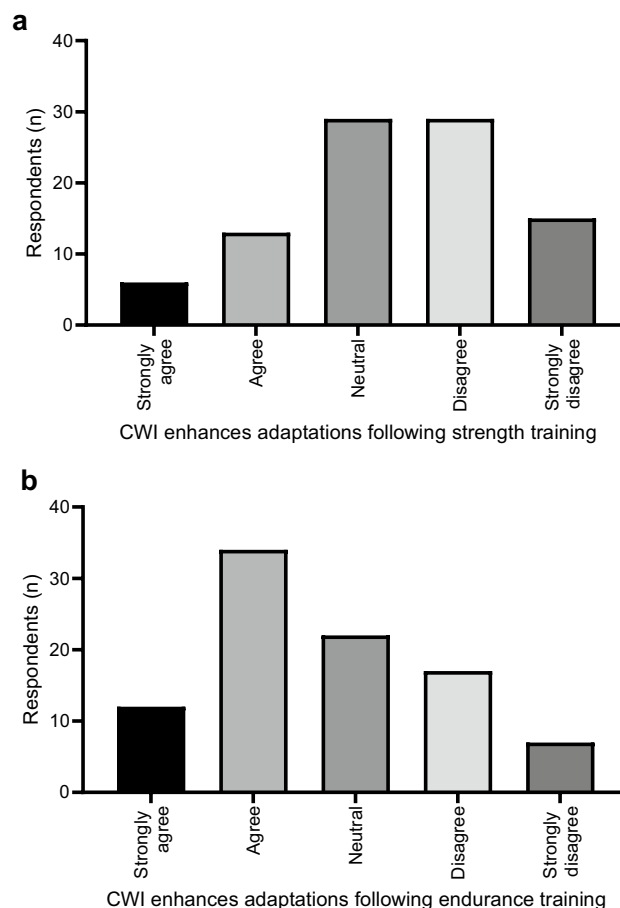 a
40
30
20
10
0
Respondents (n)
Strongly
agree
Agree
Neutral
Disagree
Strongly
disagree
CWI enhances adaptations following strength training
b
40
30
20
10
0
Respondents (n)
Strongly
agree
Agree
Neutral
Disagree
Strongly
disagree
CWI enhances adaptations following endurance training